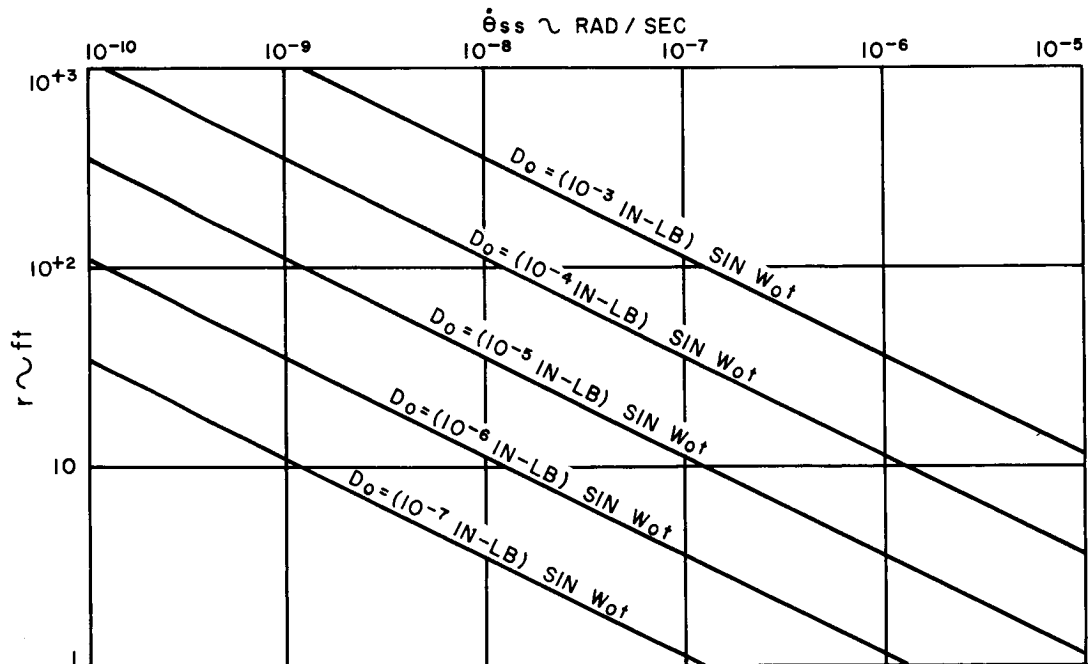 θ̇ss ~ RAD / SEC
10⁻¹⁰ 10⁻⁹ 10⁻⁸ 10⁻⁷ 10⁻⁶ 10⁻⁵
10⁺³
10⁺²
r ~ ft
10
1
Do = (10⁻³ IN-LB) SIN Wot
Do = (10⁻⁴ IN-LB) SIN Wot
Do = (10⁻⁵ IN-LB) SIN Wot
Do = (10⁻⁶ IN-LB) SIN Wot
Do = (10⁻⁷ IN-LB) SIN Wot